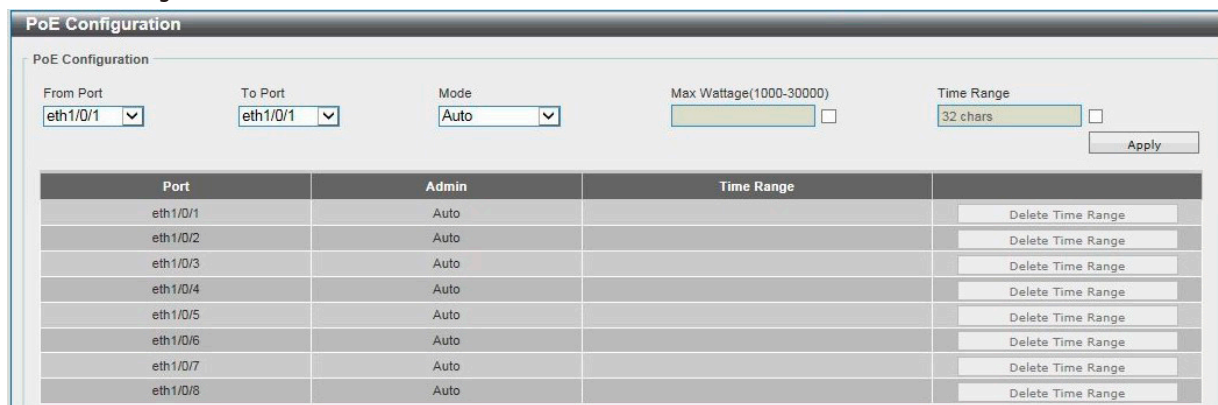 PoE Configuration
PoE Configuration
From Port To Port Mode Max Wattage(1000-30000) Time Range
eth1/0/1 eth1/0/1 Auto 32 chars
Apply
Port Admin Time Range
eth1/0/1 Auto Delete Time Range
eth1/0/2 Auto Delete Time Range
eth1/0/3 Auto Delete Time Range
eth1/0/4 Auto Delete Time Range
eth1/0/5 Auto Delete Time Range
eth1/0/6 Auto Delete Time Range
eth1/0/7 Auto Delete Time Range
eth1/0/8 Auto Delete Time Range